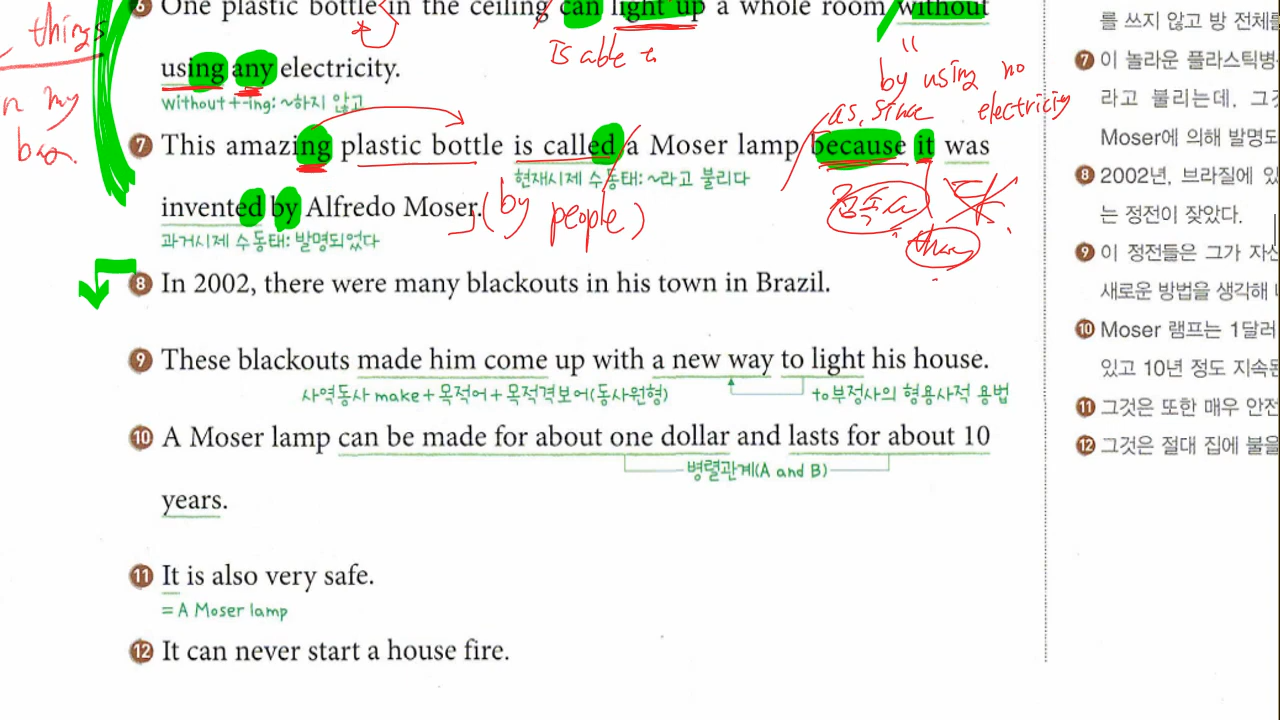 6 One plastic bottle in the ceiling can light up a whole room without
Is able
things
using any electricity.
without + -ing: ~하지 않고
"
by using no electricity
n my
box.
as, since
7 This amazing plastic bottle is called a Moser lamp because it was
현재시제 수동태: ~라고 불리다
invented by Alfredo Moser.
(by people)
과거시제 수동태: 발명되었다
8 In 2002, there were many blackouts in his town in Brazil.
9 These blackouts made him come up with a new way to light his house.
사역동사 make + 목적어 + 목적격보어(동사원형)
to부정사의 형용사적 용법
10 A Moser lamp can be made for about one dollar and lasts for about 10
병렬관계(A and B)
years.
11 It is also very safe.
= A Moser lamp
12 It can never start a house fire.
를 쓰지 않고 방 전체를
7 이 놀라운 플라스틱병
라고 불리는데, 그것
Moser에 의해 발명되
8 2002년, 브라질에 있
는 정전이 잦았다.
9 이 정전들은 그가 자신
새로운 방법을 생각해 내
10 Moser 램프는 1달러
있고 10년 정도 지속된
11 그것은 또한 매우 안전
12 그것은 절대 집에 불을